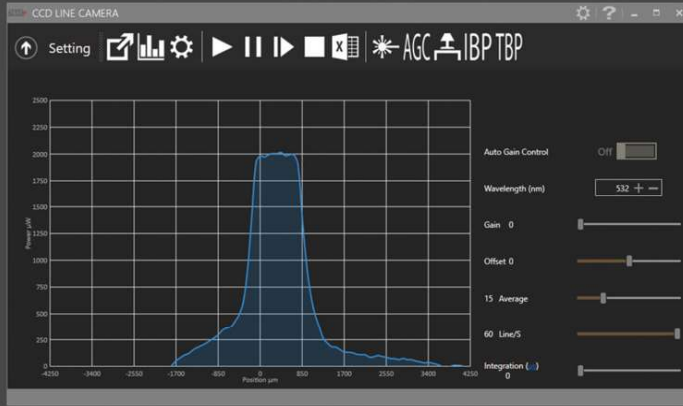 CCD LINE CAMERA
Setting
AGC IBP TBP
2500
2250
2000
1750
1500
1250
1000
750
500
250
0
Power µW
-4250 -3400 -2550 -1700 -850 0 850 1700 2550 3400 4250
Position µm
Auto Gain Control Off
Wavelength (nm) 532
Gain 0
Offset 0
15 Average
60 Line/S
Integration (
)
0